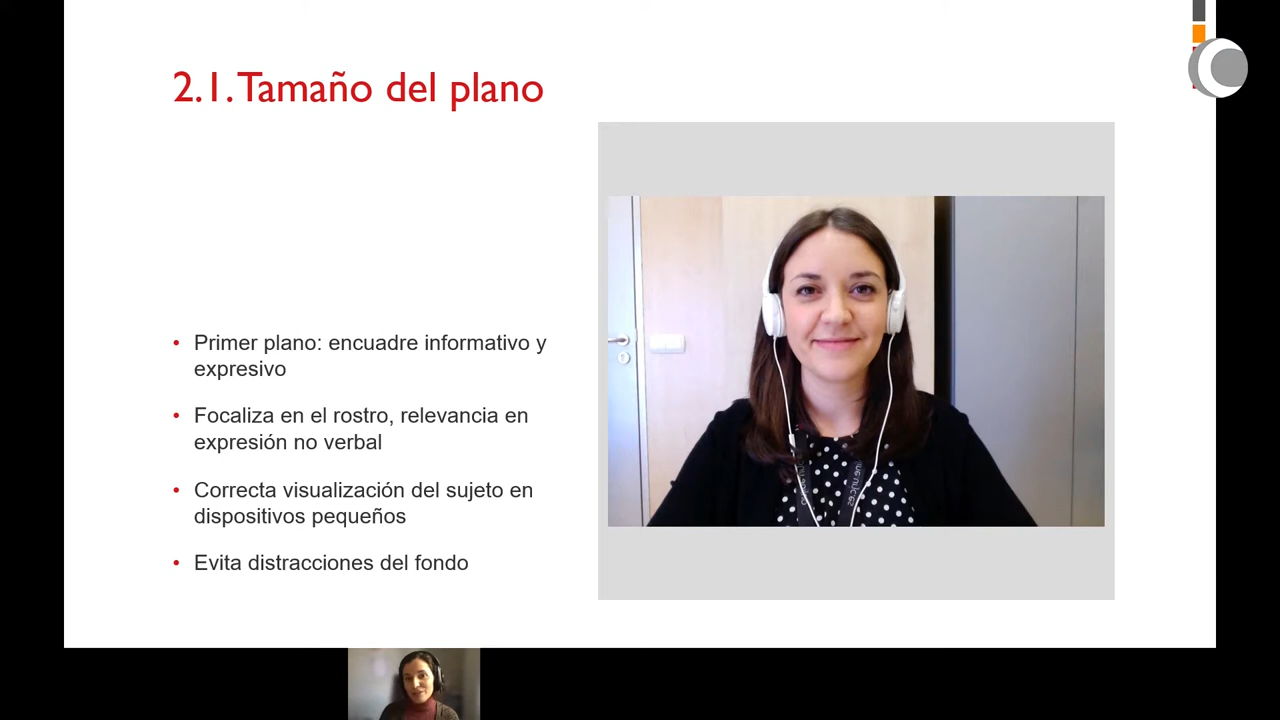 2.1. Tamaño del plano
• Primer plano: encuadre informativo y
expresivo
• Focaliza en el rostro, relevancia en
expresión no verbal
• Correcta visualización del sujeto en
dispositivos pequeños
• Evita distracciones del fondo